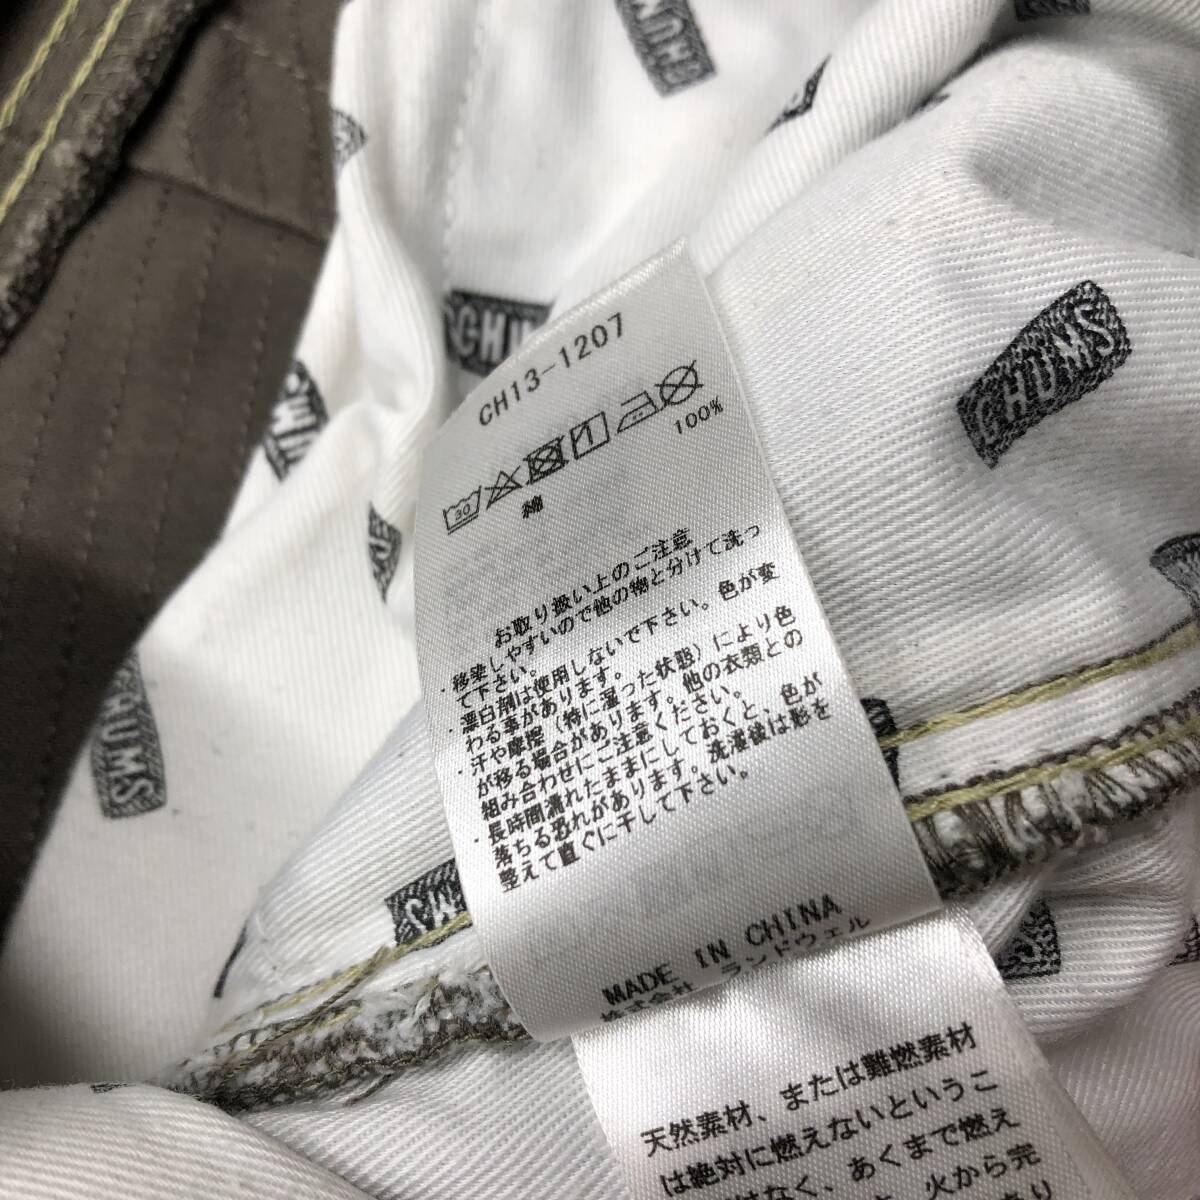 CHUMS
CHUMS
CHUMS
CH13-1207
30
綿 100%
お取り扱い上のご注意
・移染しやすいので他の物と分けて洗っ
て下さい。
・漂白剤は使用しないで下さい。色が変
わる事があります。
・汗や摩擦（特に湿った状態）により色
が移る場合があります。他の衣類との
組み合わせにご注意ください。
・長時間濡れたままにしておくと、色が
落ちる恐れがあります。洗濯後は形を
整えて直ぐに干して下さい。
MADE IN CHINA
株式会社 ランドウェル
天然素材、または難燃素材
は絶対に燃えないというこ
はなく、あくまで燃え
火から完